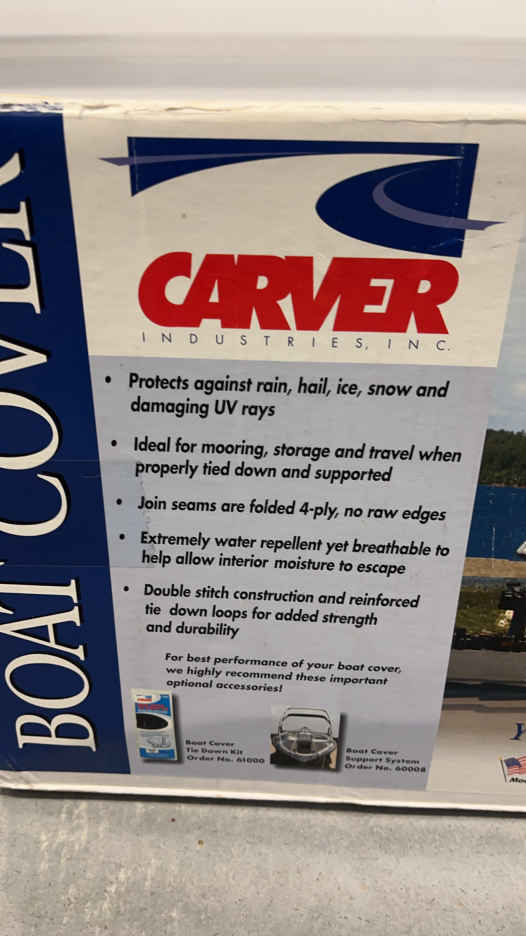 BOAT COVER
CARVER
INDUSTRIES, INC.
• Protects against rain, hail, ice, snow and
damaging UV rays
• Ideal for mooring, storage and travel when
properly tied down and supported
• Join seams are folded 4-ply, no raw edges
• Extremely water repellent yet breathable to
help allow interior moisture to escape
• Double stitch construction and reinforced
tie down loops for added strength
and durability
For best performance of your boat cover,
we highly recommend these important
optional accessories!
Boat Cover
Tie Down Kit
Order No. 61000
Boat Cover
Support System
Order No. 60008